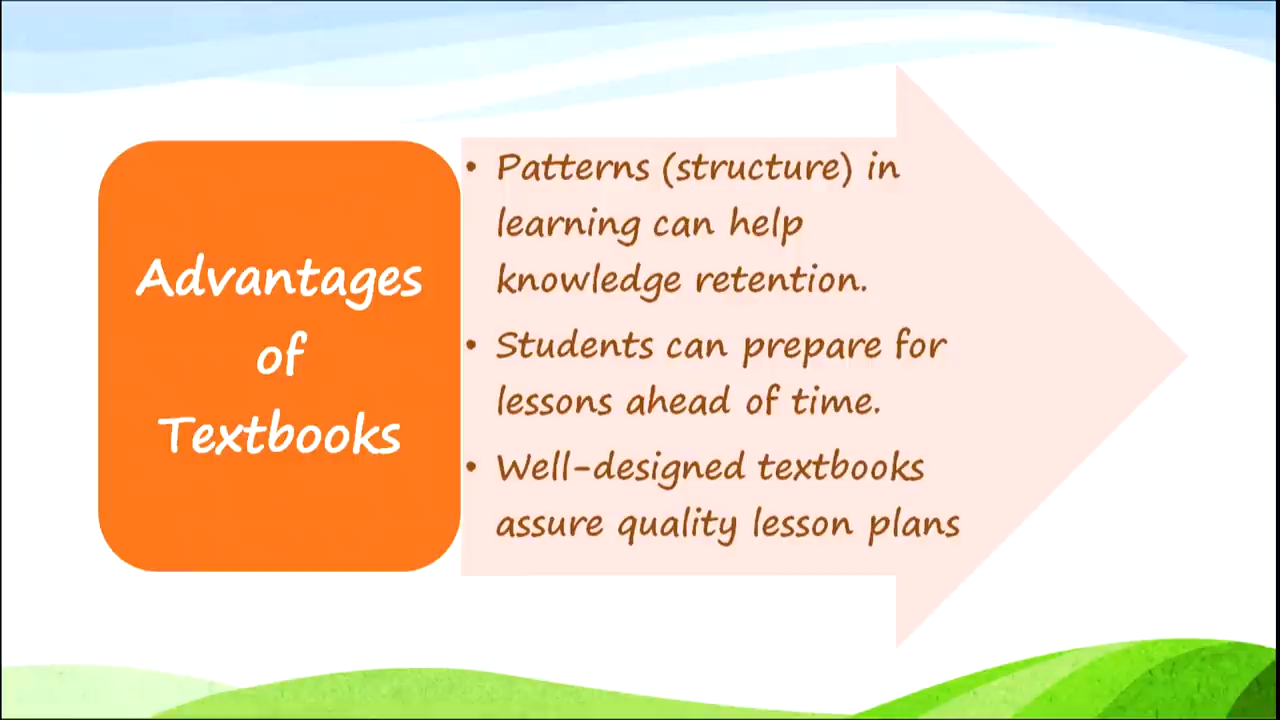 Advantages
of
Textbooks
• Patterns (structure) in
learning can help
knowledge retention.
• Students can prepare for
lessons ahead of time.
• Well-designed textbooks
assure quality lesson plans